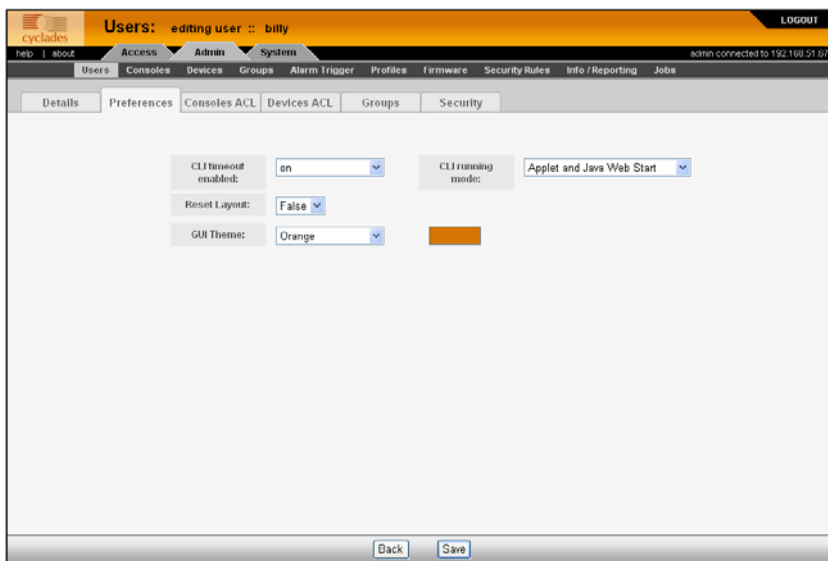 LOGOUT
cyclades
Users: editing user :: billy
help | about
Access Admin System
admin connected to 192.168.51.67
Users Consoles Devices Groups Alarm Trigger Profiles Firmware Security Rules Info / Reporting Jobs
Details Preferences Consoles ACL Devices ACL Groups Security
CLI timeout enabled: on CLI running mode: Applet and Java Web Start
Reset Layout: False
GUI Theme: Orange
Back Save